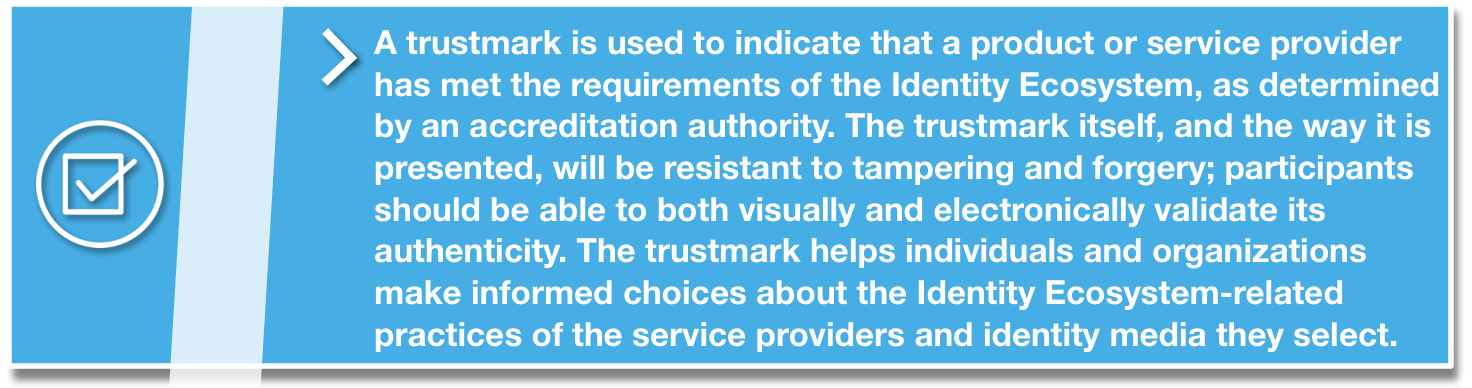 A trustmark is used to indicate that a product or service provider
has met the requirements of the Identity Ecosystem, as determined
by an accreditation authority. The trustmark itself, and the way it is
presented, will be resistant to tampering and forgery; participants
should be able to both visually and electronically validate its
authenticity. The trustmark helps individuals and organizations
make informed choices about the Identity Ecosystem-related
practices of the service providers and identity media they select.